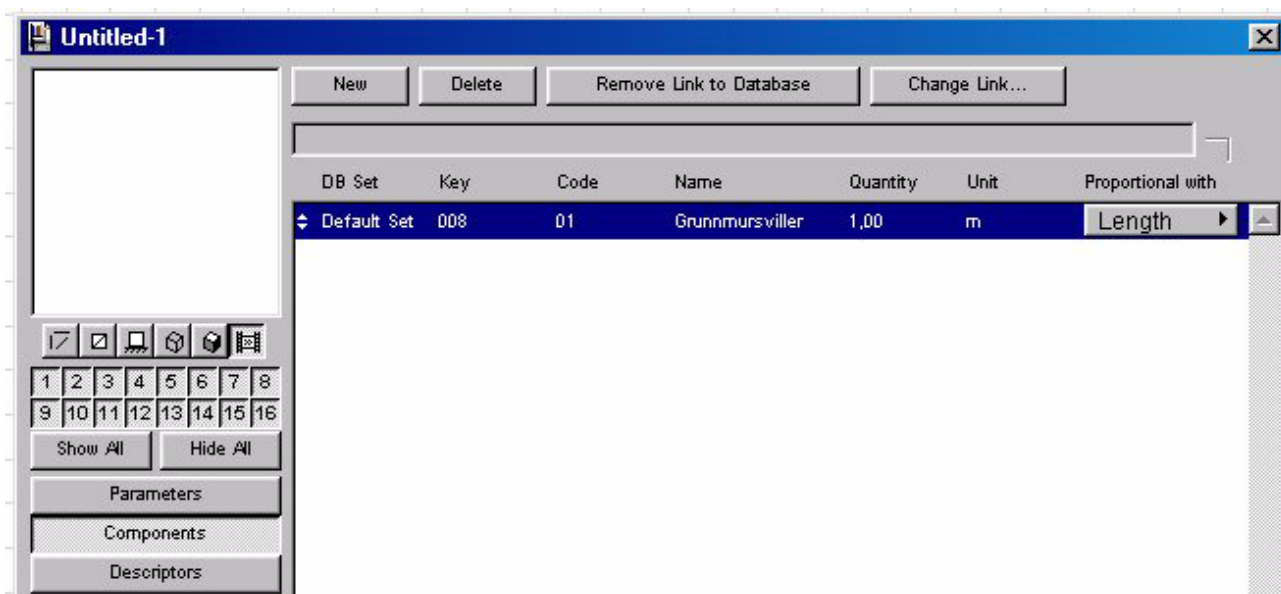 Untitled-1
New Delete Remove Link to Database Change Link...
DB Set Key Code Name Quantity Unit Proportional with
Default Set 008 01 Grunnmursviller 1,00 m Length
1 2 3 4 5 6 7 8
9 10 11 12 13 14 15 16
Show All Hide All
Parameters
Components
Descriptors